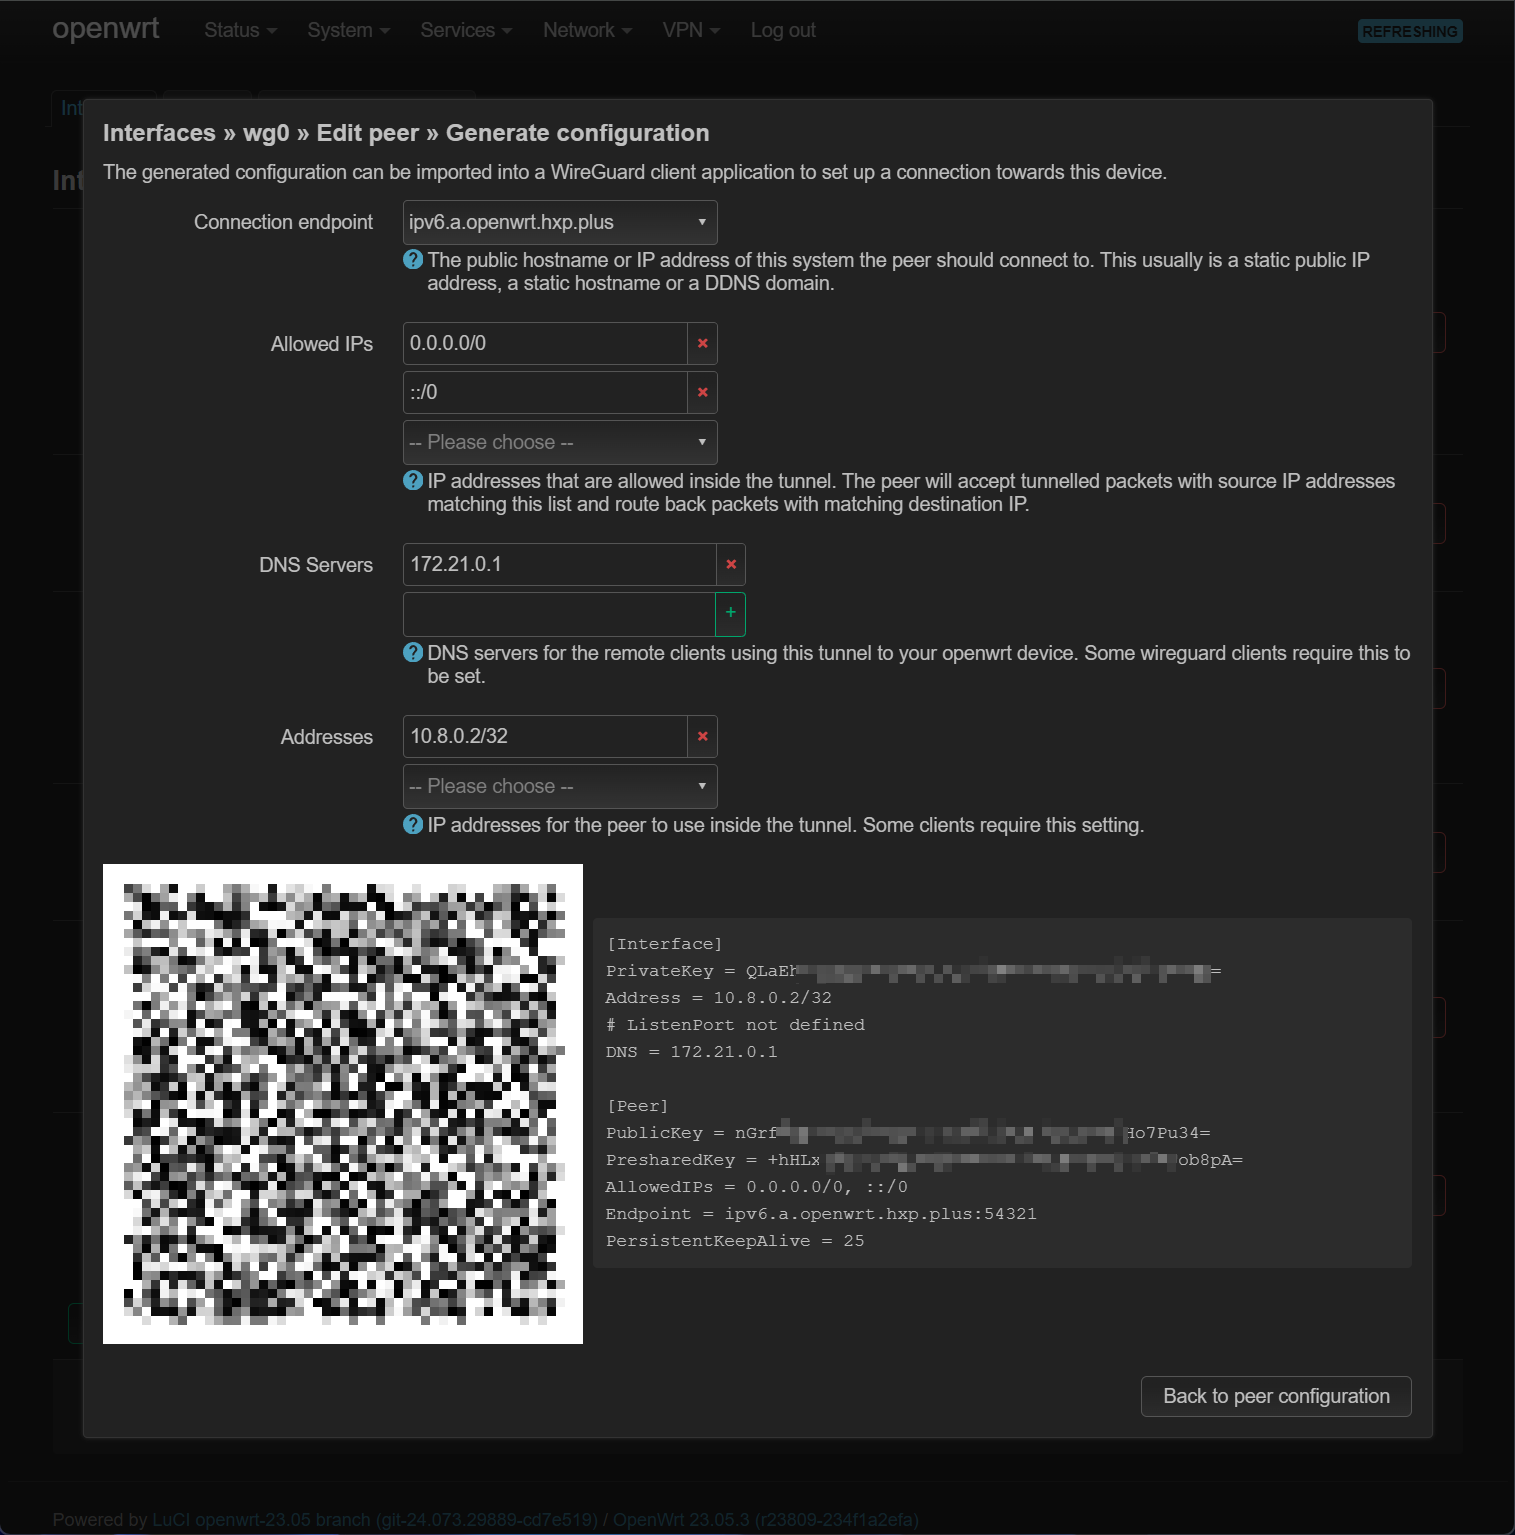 openwrt Status System Services Network VPN Log out REFRESHING
Int
Interfaces » wg0 » Edit peer » Generate configuration
The generated configuration can be imported into a WireGuard client application to set up a connection towards this device.
Int
Connection endpoint ipv6.a.openwrt.hxp.plus
The public hostname or IP address of this system the peer should connect to. This usually is a static public IP
address, a static hostname or a DDNS domain.
Allowed IPs 0.0.0.0/0
::/0
-- Please choose --
IP addresses that are allowed inside the tunnel. The peer will accept tunnelled packets with source IP addresses
matching this list and route back packets with matching destination IP.
DNS Servers 172.21.0.1
+
DNS servers for the remote clients using this tunnel to your openwrt device. Some wireguard clients require this to
be set.
Addresses 10.8.0.2/32
-- Please choose --
IP addresses for the peer to use inside the tunnel. Some clients require this setting.
[Interface]
PrivateKey = QLaEh =
Address = 10.8.0.2/32
# ListenPort not defined
DNS = 172.21.0.1
[Peer]
PublicKey = nGrf Ho7Pu34=
PresharedKey = +hHLx ob8pA=
AllowedIPs = 0.0.0.0/0, ::/0
Endpoint = ipv6.a.openwrt.hxp.plus:54321
PersistentKeepAlive = 25
Back to peer configuration
Powered by LuCI openwrt-23.05 branch (git-24.073.29889-cd7e519) / OpenWrt 23.05.3 (r23809-234f1a2efa)